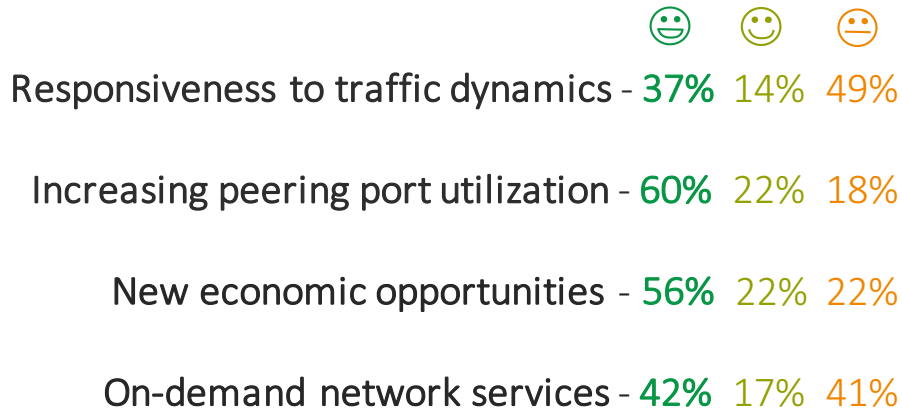 Responsiveness to traffic dynamics - 37% 14% 49%
Increasing peering port utilization - 60% 22% 18%
New economic opportunities - 56% 22% 22%
On-demand network services - 42% 17% 41%